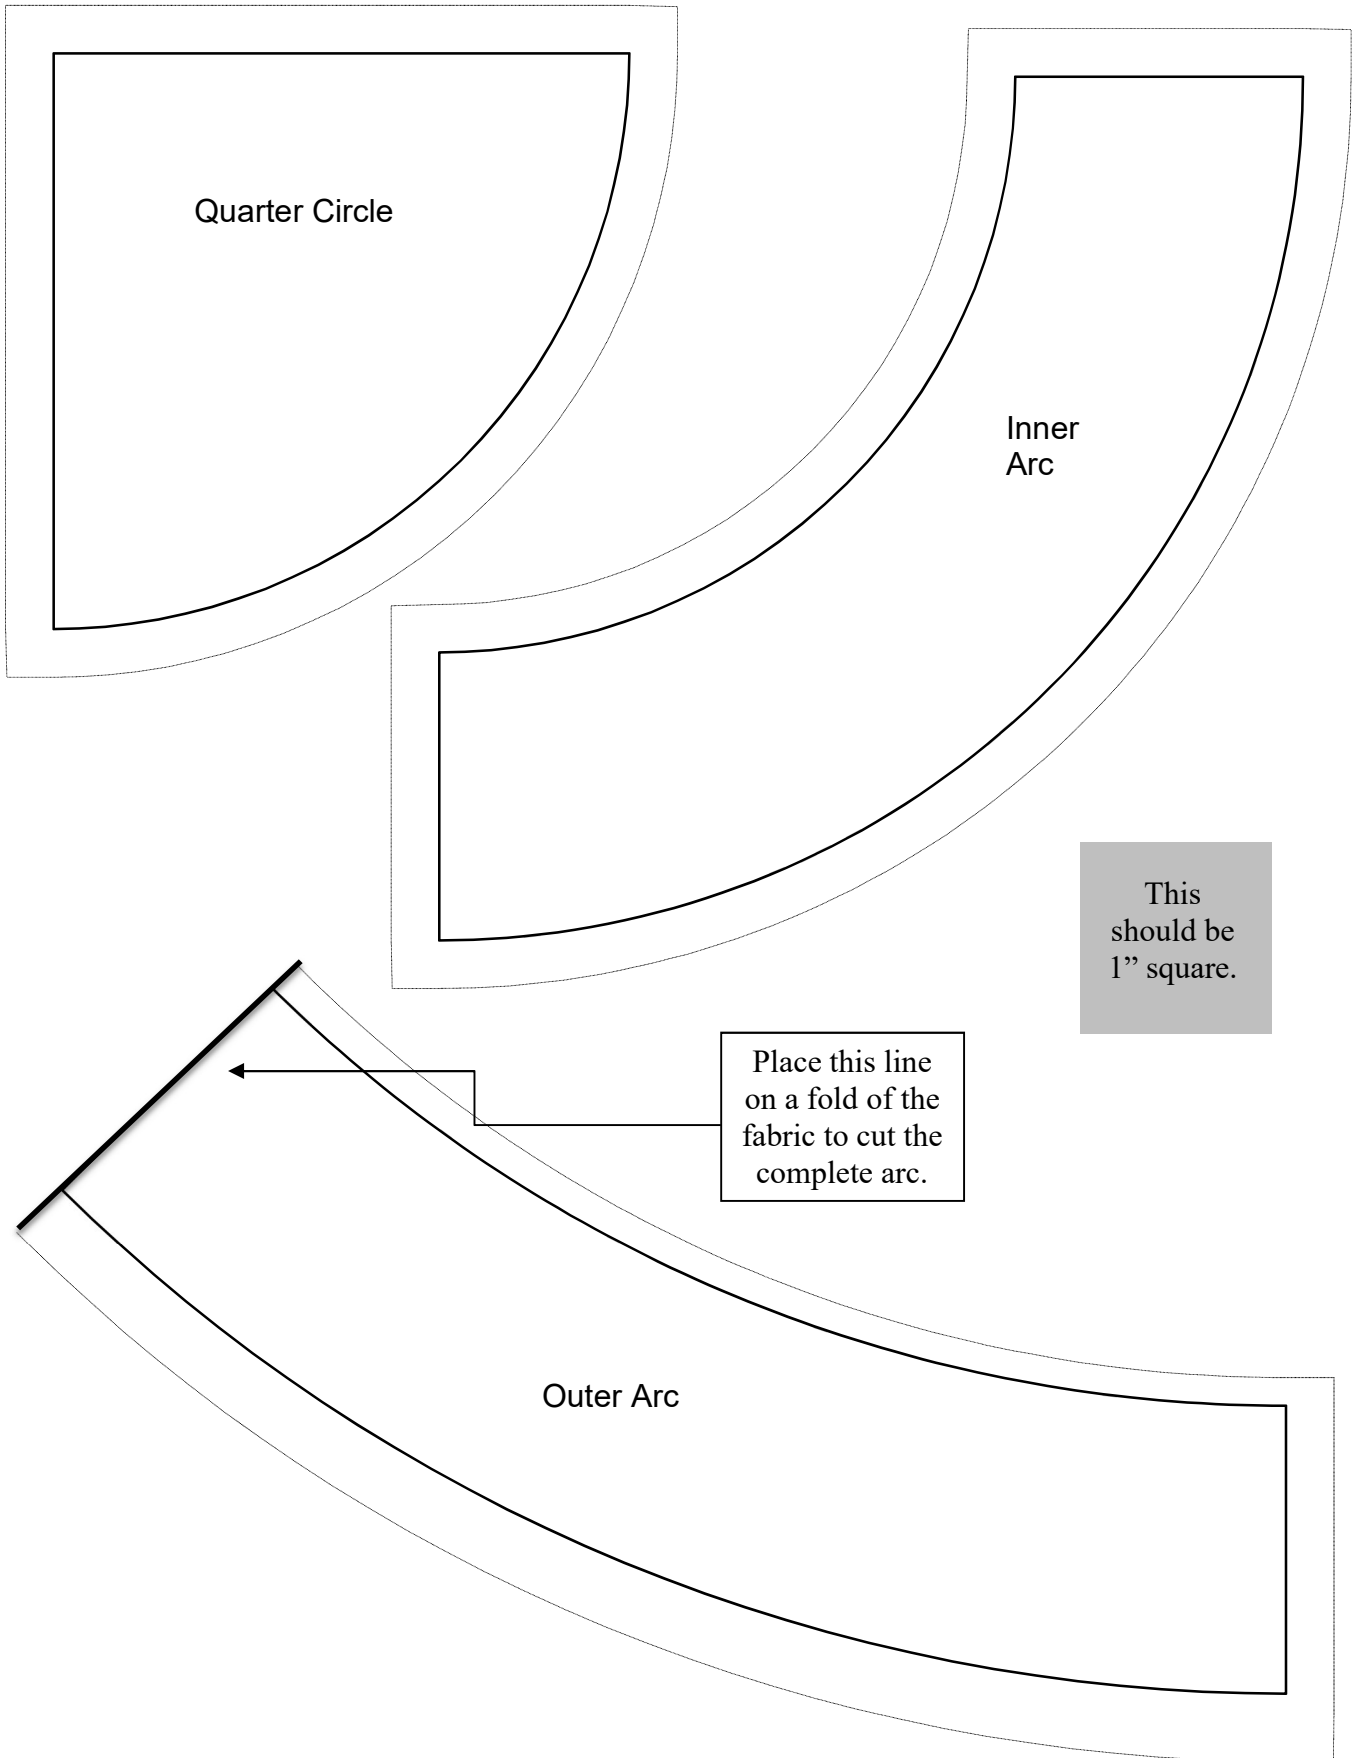 Quarter Circle
Inner
Arc
This
should be
1” square.
Place this line
on a fold of the
fabric to cut the
complete arc.
Outer Arc